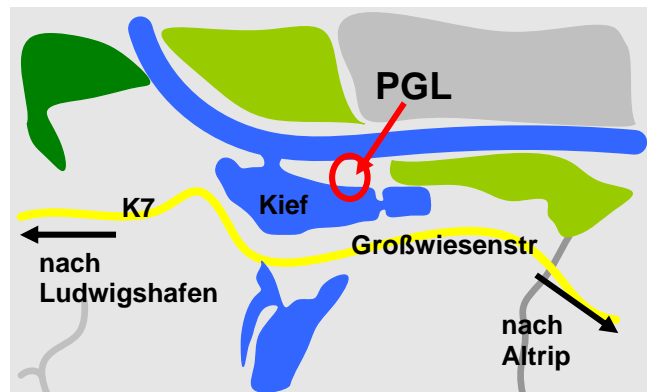 PGL
K7
Kief
Großwiesenstr
nach
Ludwigshafen
nach
Altrip